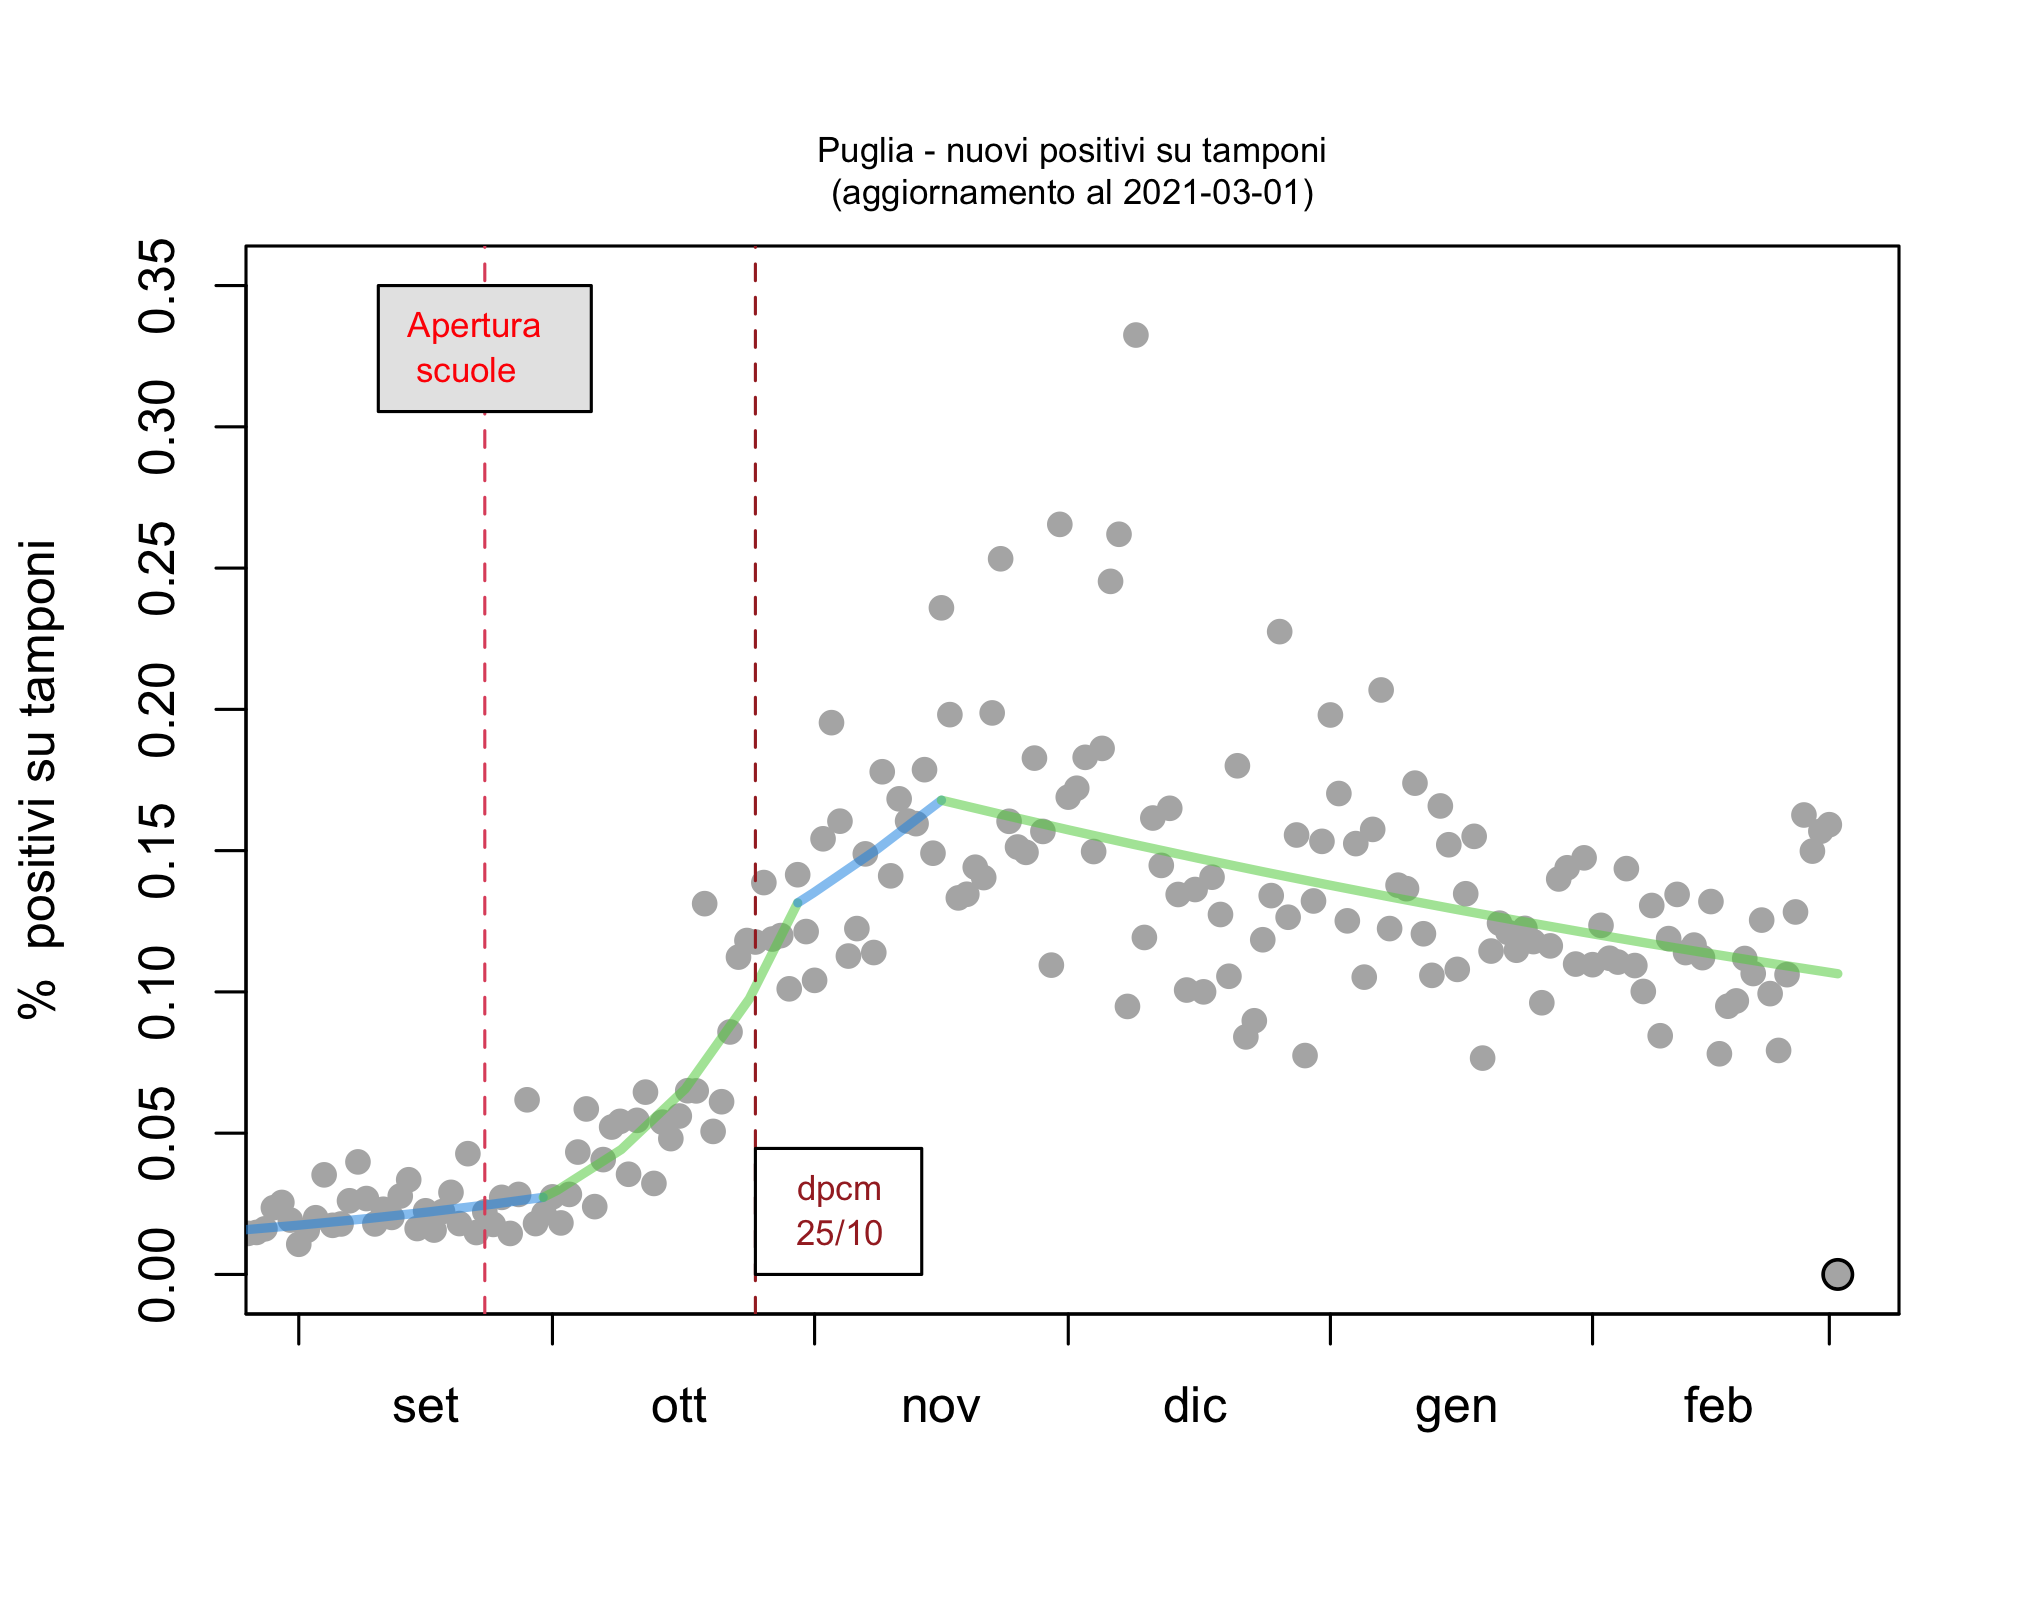 Puglia - nuovi positivi su tamponi
(aggiornamento al 2021-03-01)
% positivi su tamponi
0.35
0.30
0.25
0.20
0.15
0.10
0.05
0.00
Apertura
scuole
dpcm
25/10
set ott nov dic gen feb